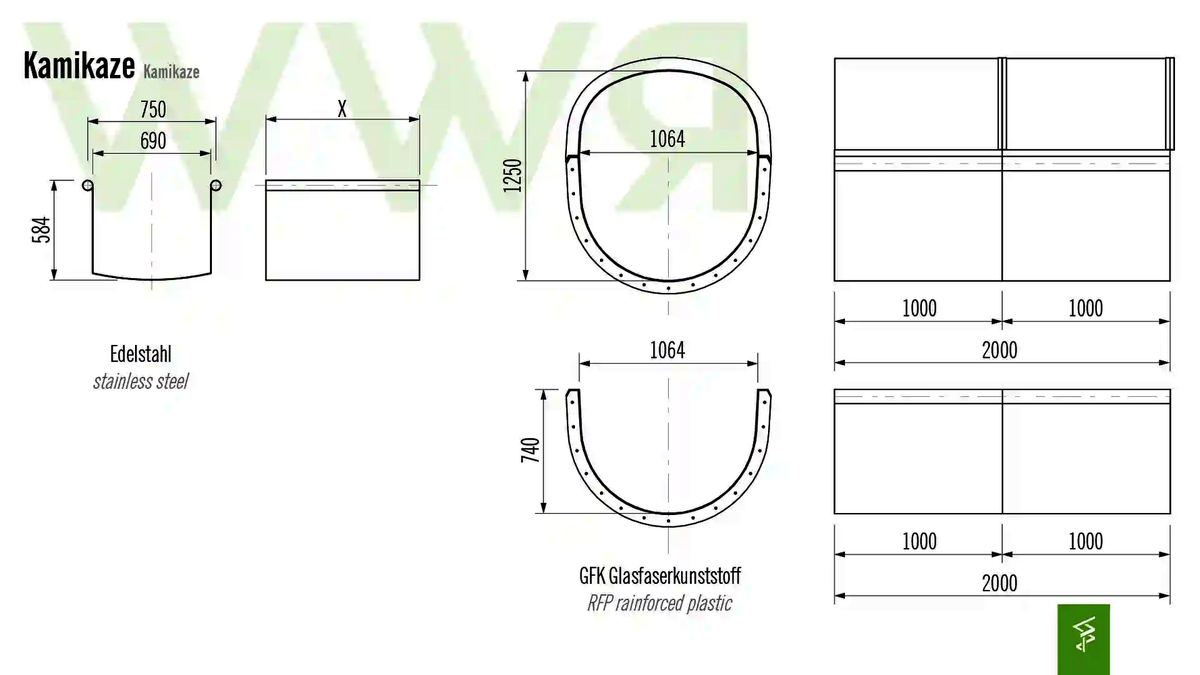 WWR
Kamikaze Kamikaze
750
690
584
X
Edelstahl
stainless steel
1064
1250
1000 1000
2000
1064
740
GFK Glasfaserkunststoff
RFP rainforced plastic
1000 1000
2000